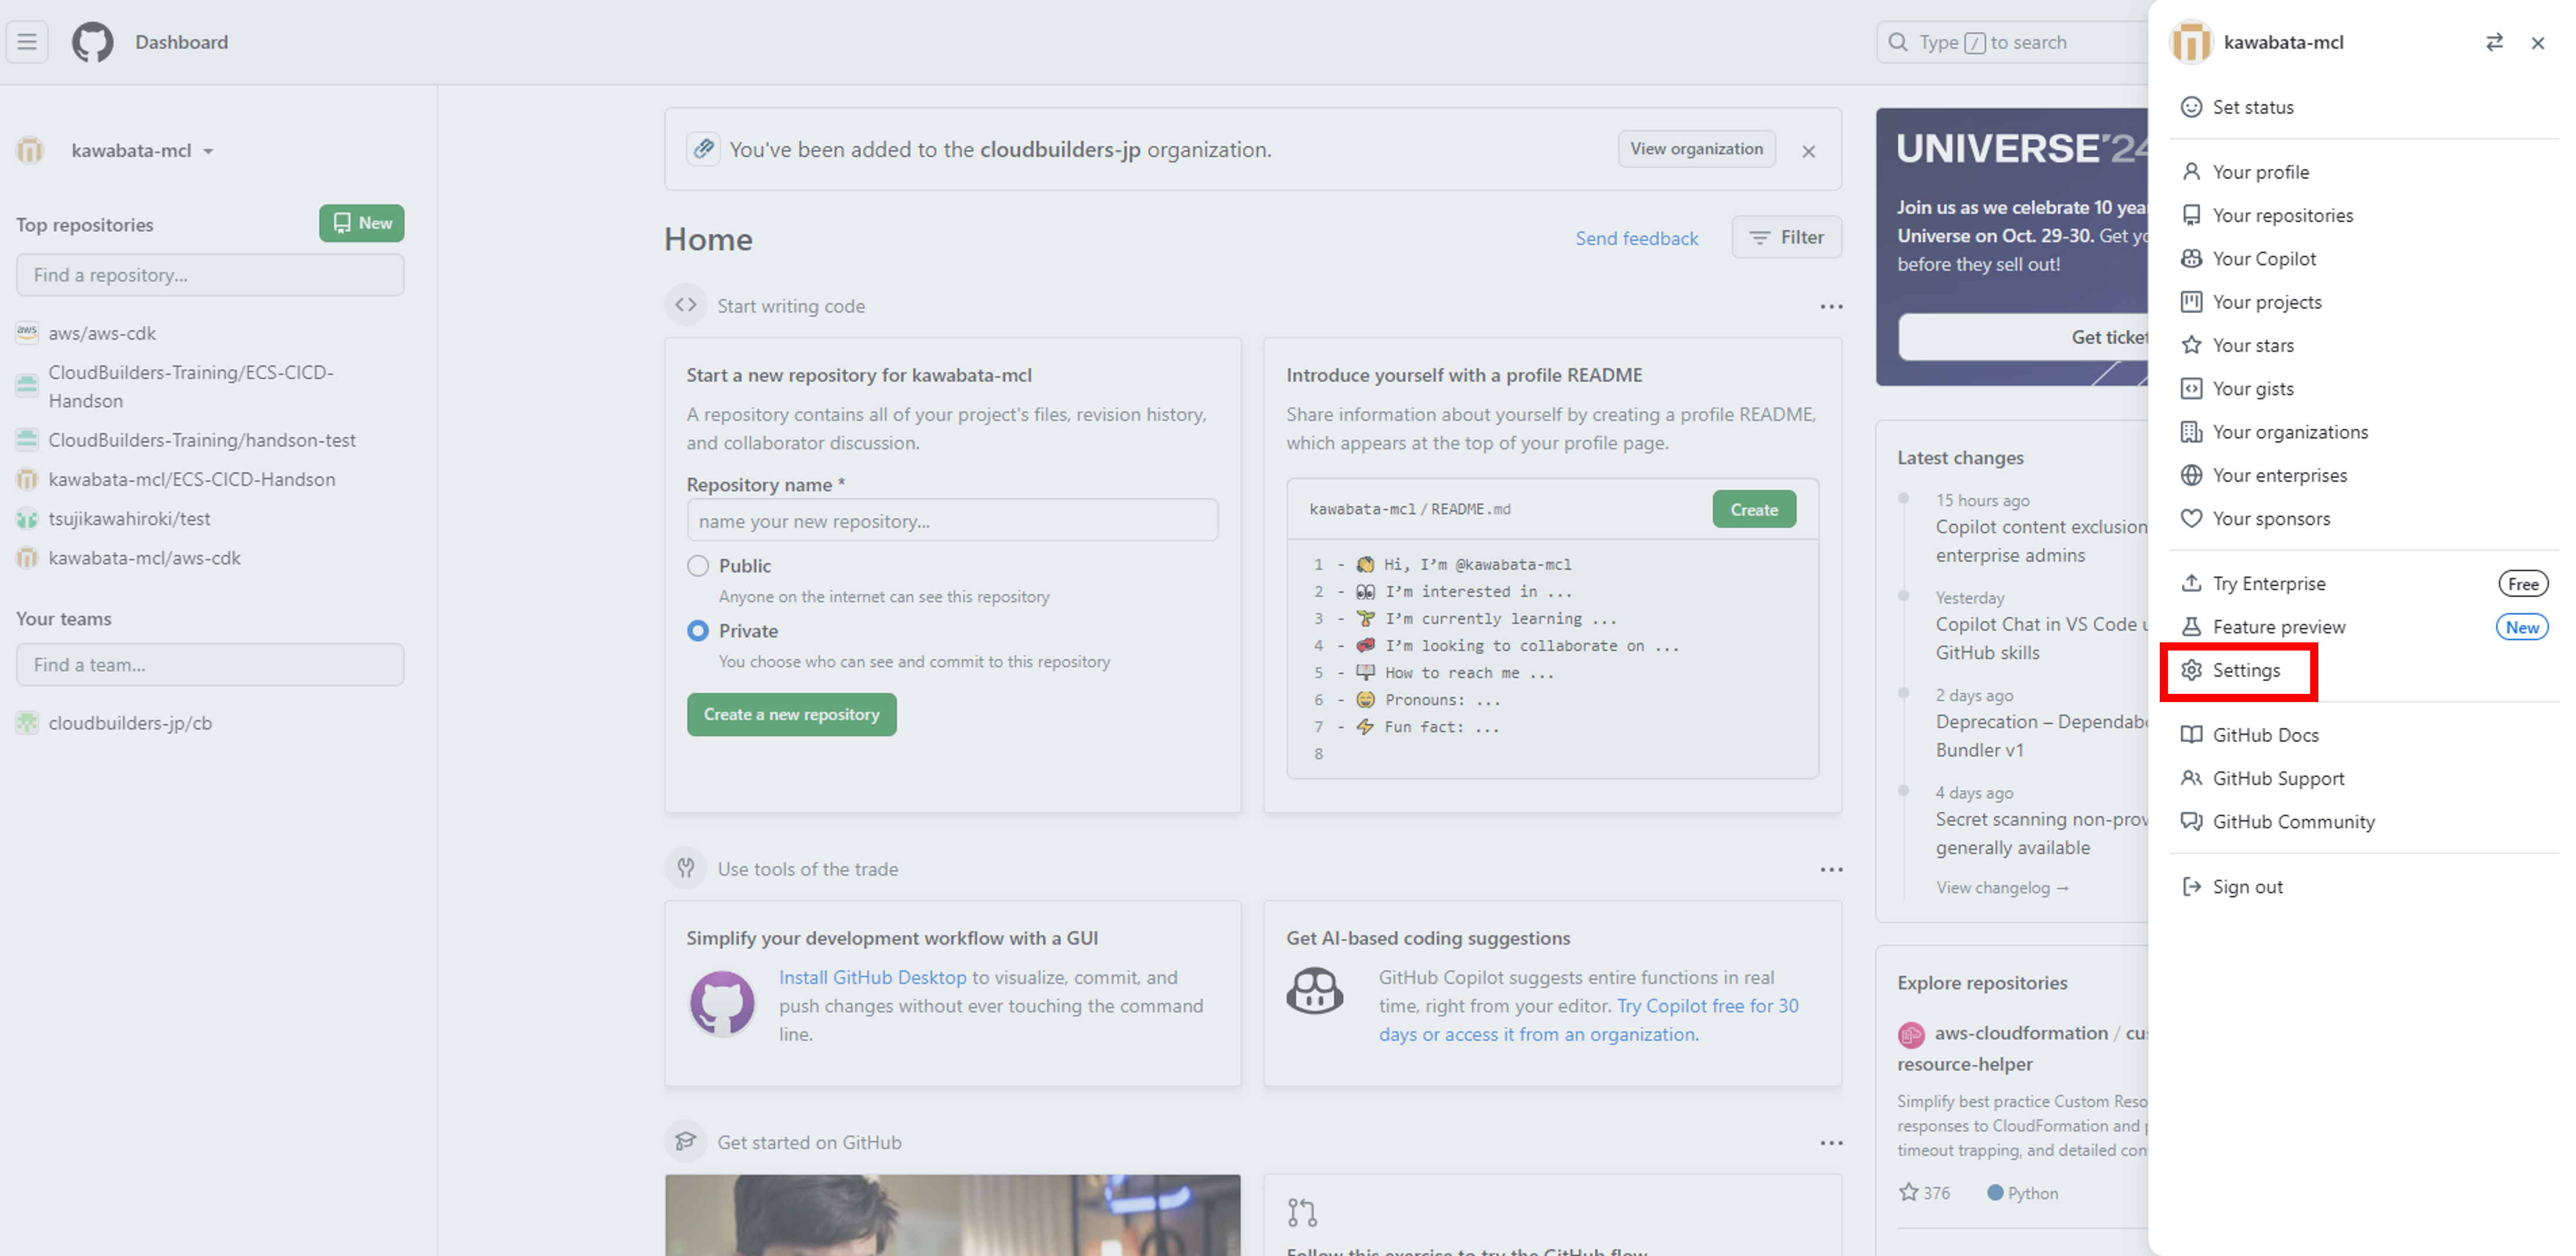 Dashboard
Type / to search
kawabata-mcl
Top repositories
New
Find a repository...
aws
aws/aws-cdk
CloudBuilders-Training/ECS-CICD-
Handson
CloudBuilders-Training/handson-test
kawabata-mcl/ECS-CICD-Handson
tsujikawahiroki/test
kawabata-mcl/aws-cdk
Your teams
Find a team...
cloudbuilders-jp/cb
You've been added to the cloudbuilders-jp organization.
View organization
Home
Send feedback
Filter
Start writing code
Start a new repository for kawabata-mcl
A repository contains all of your project's files, revision history,
and collaborator discussion.
Repository name *
name your new repository...
Public
Anyone on the internet can see this repository
Private
You choose who can see and commit to this repository
Create a new repository
Introduce yourself with a profile README
Share information about yourself by creating a profile README,
which appears at the top of your profile page.
kawabata-mcl / README.md
Create
1 - 👋 Hi, I’m @kawabata-mcl
2 - 👀 I’m interested in ...
3 - 🌱 I’m currently learning ...
4 - 💞️ I’m looking to collaborate on ...
5 - 📫 How to reach me ...
6 - 😄 Pronouns: ...
7 - ⚡ Fun fact: ...
8
Use tools of the trade
Simplify your development workflow with a GUI
Install GitHub Desktop to visualize, commit, and
push changes without ever touching the command
line.
Get AI-based coding suggestions
GitHub Copilot suggests entire functions in real
time, right from your editor. Try Copilot free for 30
days or access it from an organization.
Get started on GitHub
Follow this exercise to try the GitHub flow
UNIVERSE'24
Join us as we celebrate 10 yea
Universe on Oct. 29-30. Get yo
before they sell out!
Get ticket
Latest changes
15 hours ago
Copilot content exclusion
enterprise admins
Yesterday
Copilot Chat in VS Code u
GitHub skills
2 days ago
Deprecation – Dependabo
Bundler v1
4 days ago
Secret scanning non-prov
generally available
View changelog →
Explore repositories
aws-cloudformation / cus
resource-helper
Simplify best practice Custom Reso
responses to CloudFormation and p
timeout trapping, and detailed con
376
Python
kawabata-mcl
Set status
Your profile
Your repositories
Your Copilot
Your projects
Your stars
Your gists
Your organizations
Your enterprises
Your sponsors
Try Enterprise
Free
Feature preview
New
Settings
GitHub Docs
GitHub Support
GitHub Community
Sign out